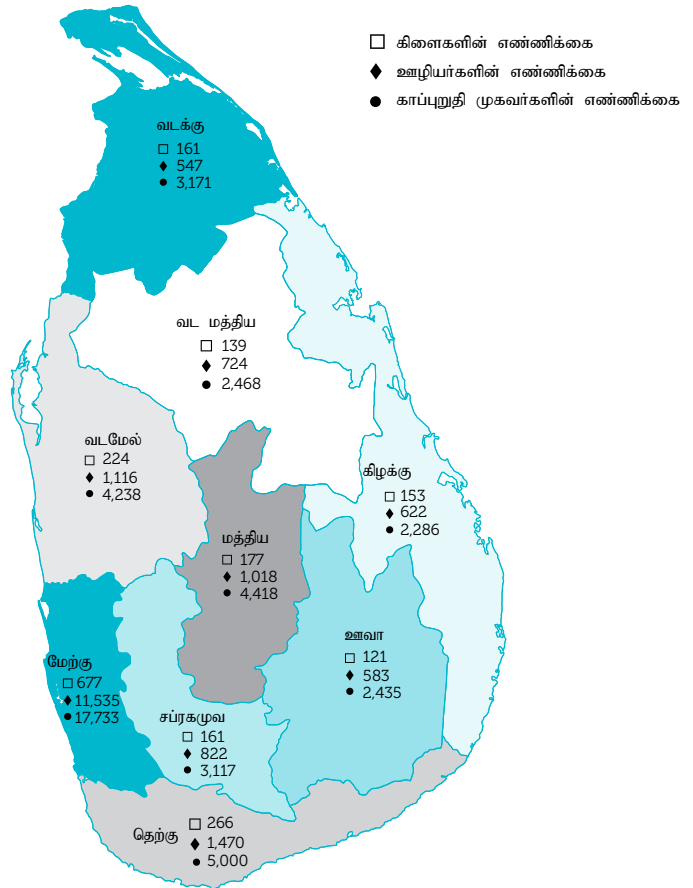 □ கிளைகளின் எண்ணிக்கை
♦ ஊழியர்களின் எண்ணிக்கை
● காப்புறுதி முகவர்களின் எண்ணிக்கை
வடக்கு
□ 161
♦ 547
● 3,171
வட மத்திய
□ 139
♦ 724
● 2,468
வடமேல்
□ 224
♦ 1,116
● 4,238
கிழக்கு
□ 153
♦ 622
● 2,286
மத்திய
□ 177
♦ 1,018
● 4,418
ஊவா
□ 121
♦ 583
● 2,435
மேற்கு
□ 677
♦ 11,535
● 17,733
சப்ரகமுவ
□ 161
♦ 822
● 3,117
தெற்கு
□ 266
♦ 1,470
● 5,000